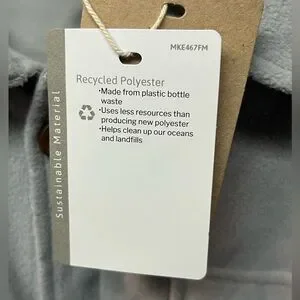 MKE467FM
Recycled Polyester
•Made from plastic bottle
waste
•Uses less resources than
producing new polyester
•Helps clean up our oceans
and landfills
Sustainable Material